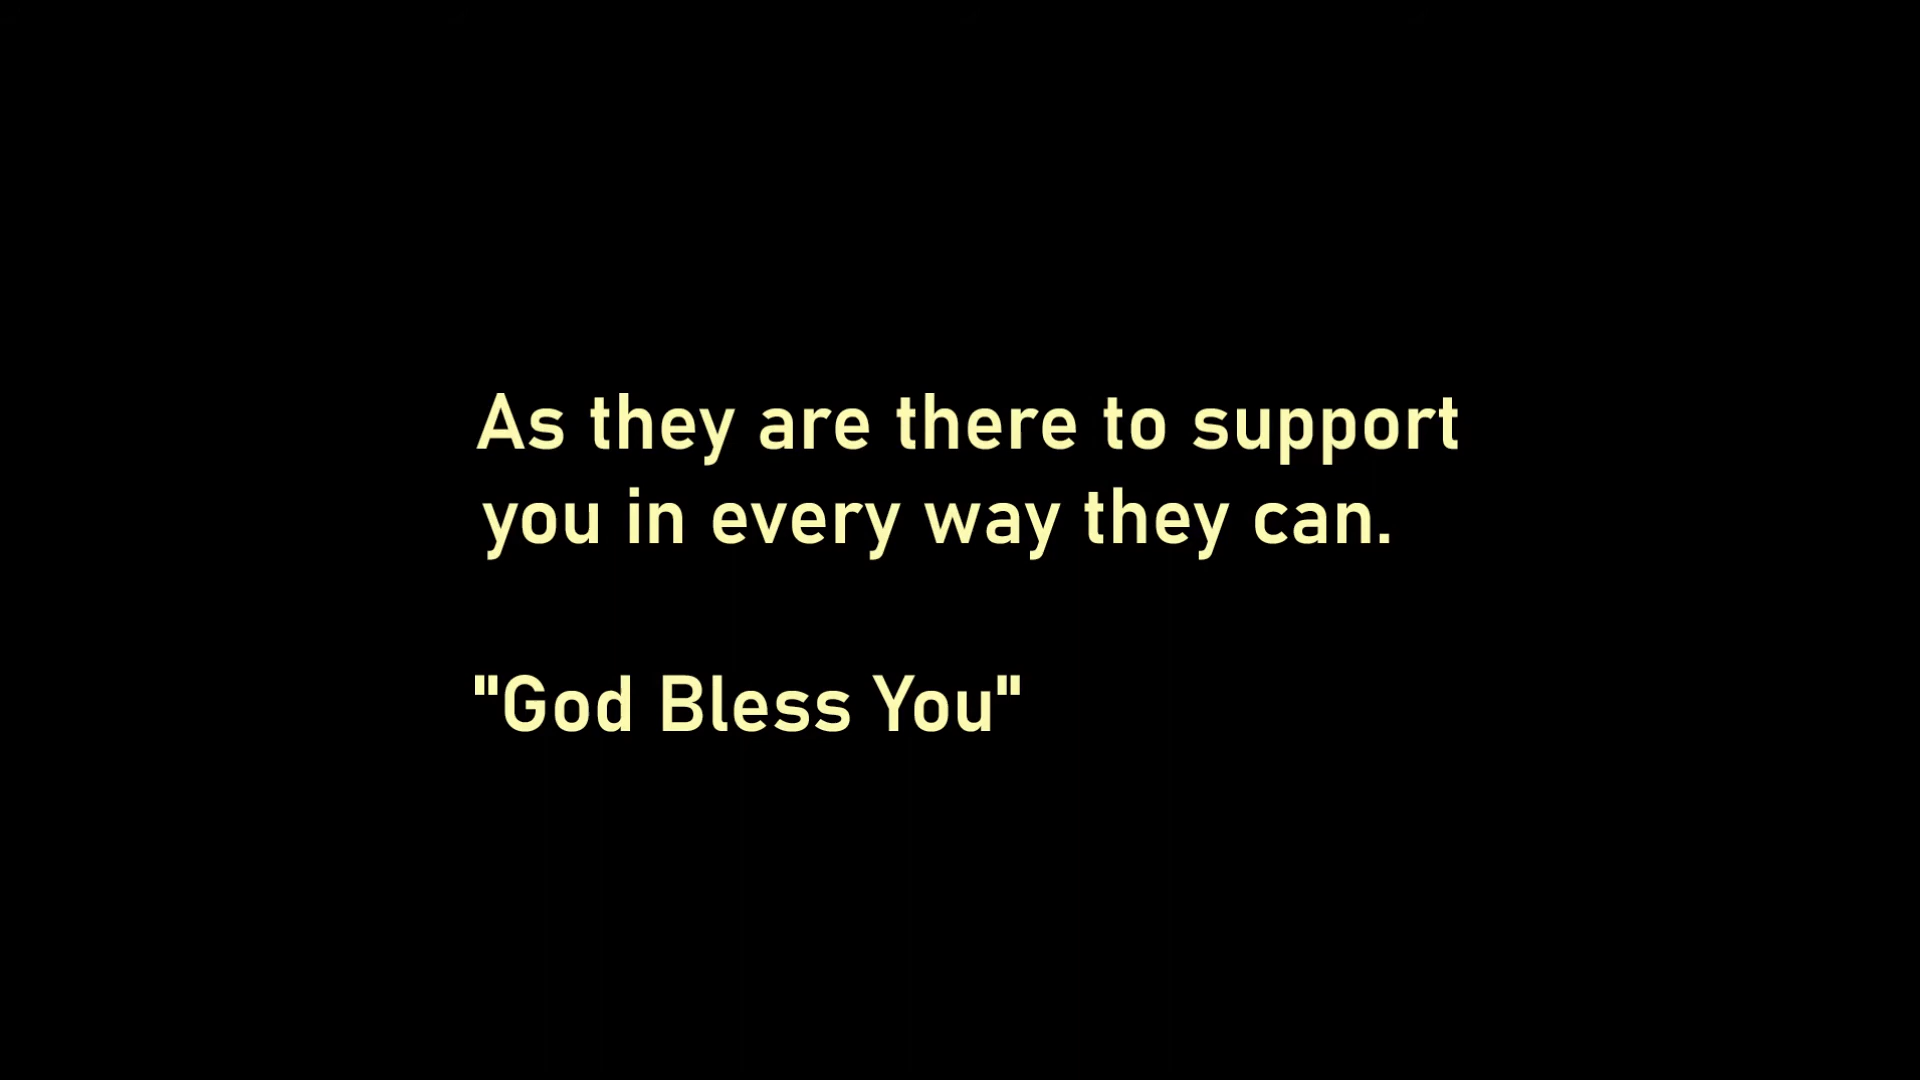 As they are there to support
you in every way they can.
"God Bless You"